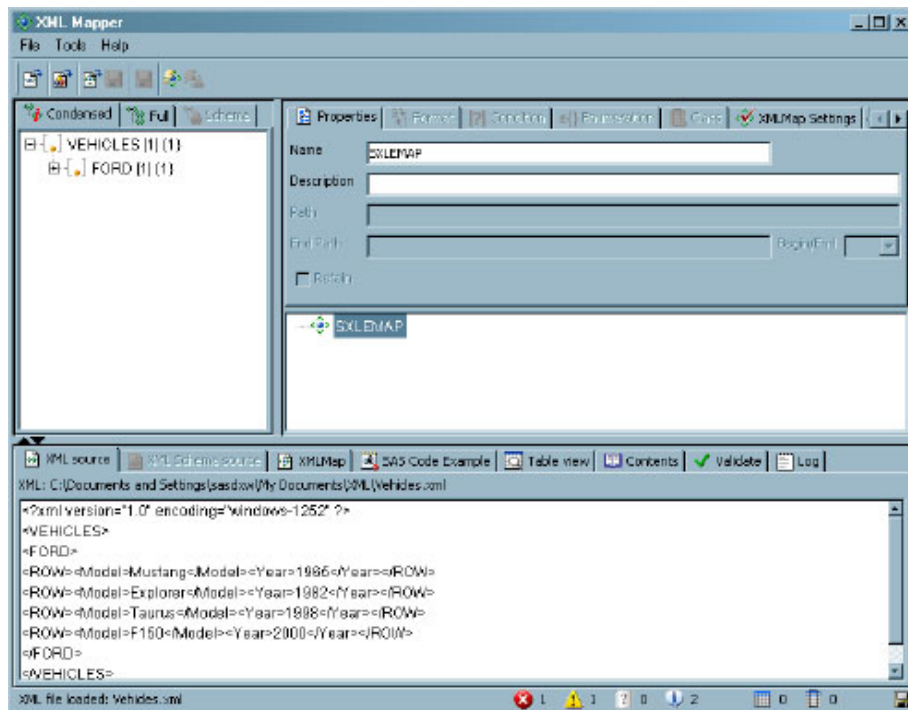 XML Mapper
File Tools Help
Condensed Full Scheme
VEHICLES [1] (1)
FORD [1] (1)
Properties Format Condition Enumeration Class XMLMap Settings
Name SXLEMAP
Description
Path
End Path Begin/End
Retain
SXLEMAP
XML source XML Schema source XMLMap SAS Code Example Table view Contents Validate Log
XML: C:\Documents and Settings\sasdxw\My Documents\XML\Vehicles.xml
<?xml version="1.0" encoding="windows-1252" ?>
<VEHICLES>
<FORD>
<ROW><Model>Mustang</Model><Year>1965</Year></ROW>
<ROW><Model>Explorer</Model><Year>1982</Year></ROW>
<ROW><Model>Taurus</Model><Year>1998</Year></ROW>
<ROW><Model>F150</Model><Year>2000</Year></ROW>
</FORD>
</VEHICLES>
XML file loaded: Vehicles.xml 1 1 0 2 0 0